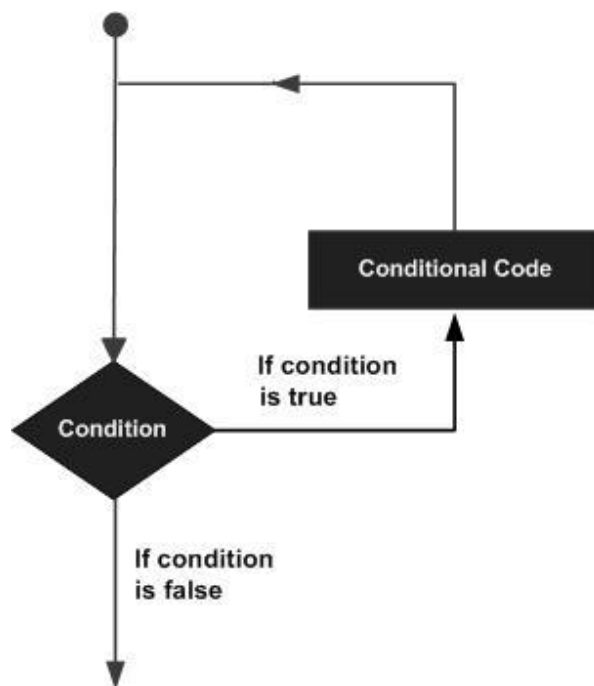 Conditional Code
If condition
is true
Condition
If condition
is false